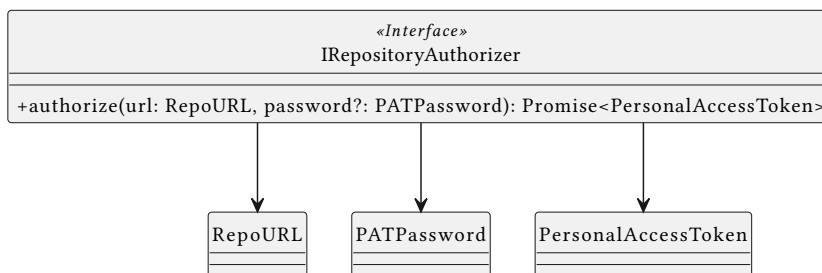 «Interface»
IRepositoryAuthorizer
+authorize(url: RepoURL, password?: PATPassword): Promise<PersonalAccessToken>
RepoURL PATPassword PersonalAccessToken